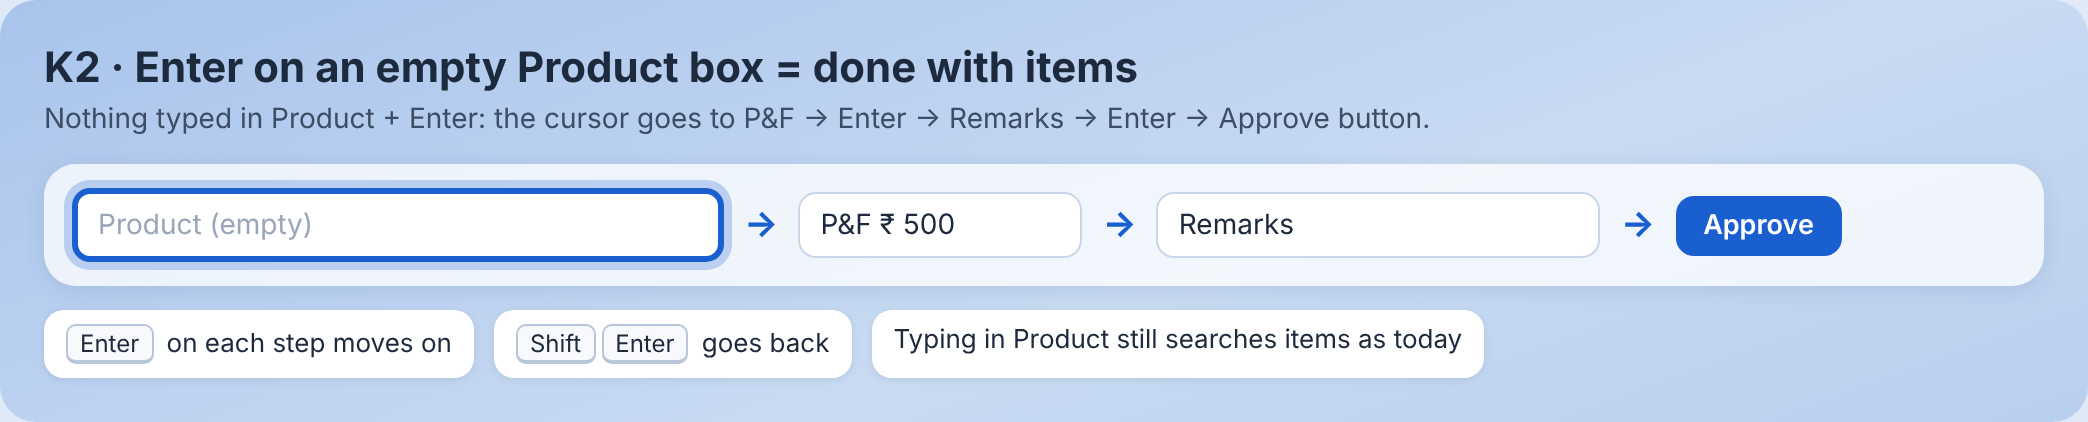 K2 · Enter on an empty Product box = done with items
Nothing typed in Product + Enter: the cursor goes to P&F → Enter → Remarks → Enter → Approve button.
Product (empty) → P&F ₹ 500 → Remarks → Approve
Enter on each step moves on
Shift Enter goes back
Typing in Product still searches items as today